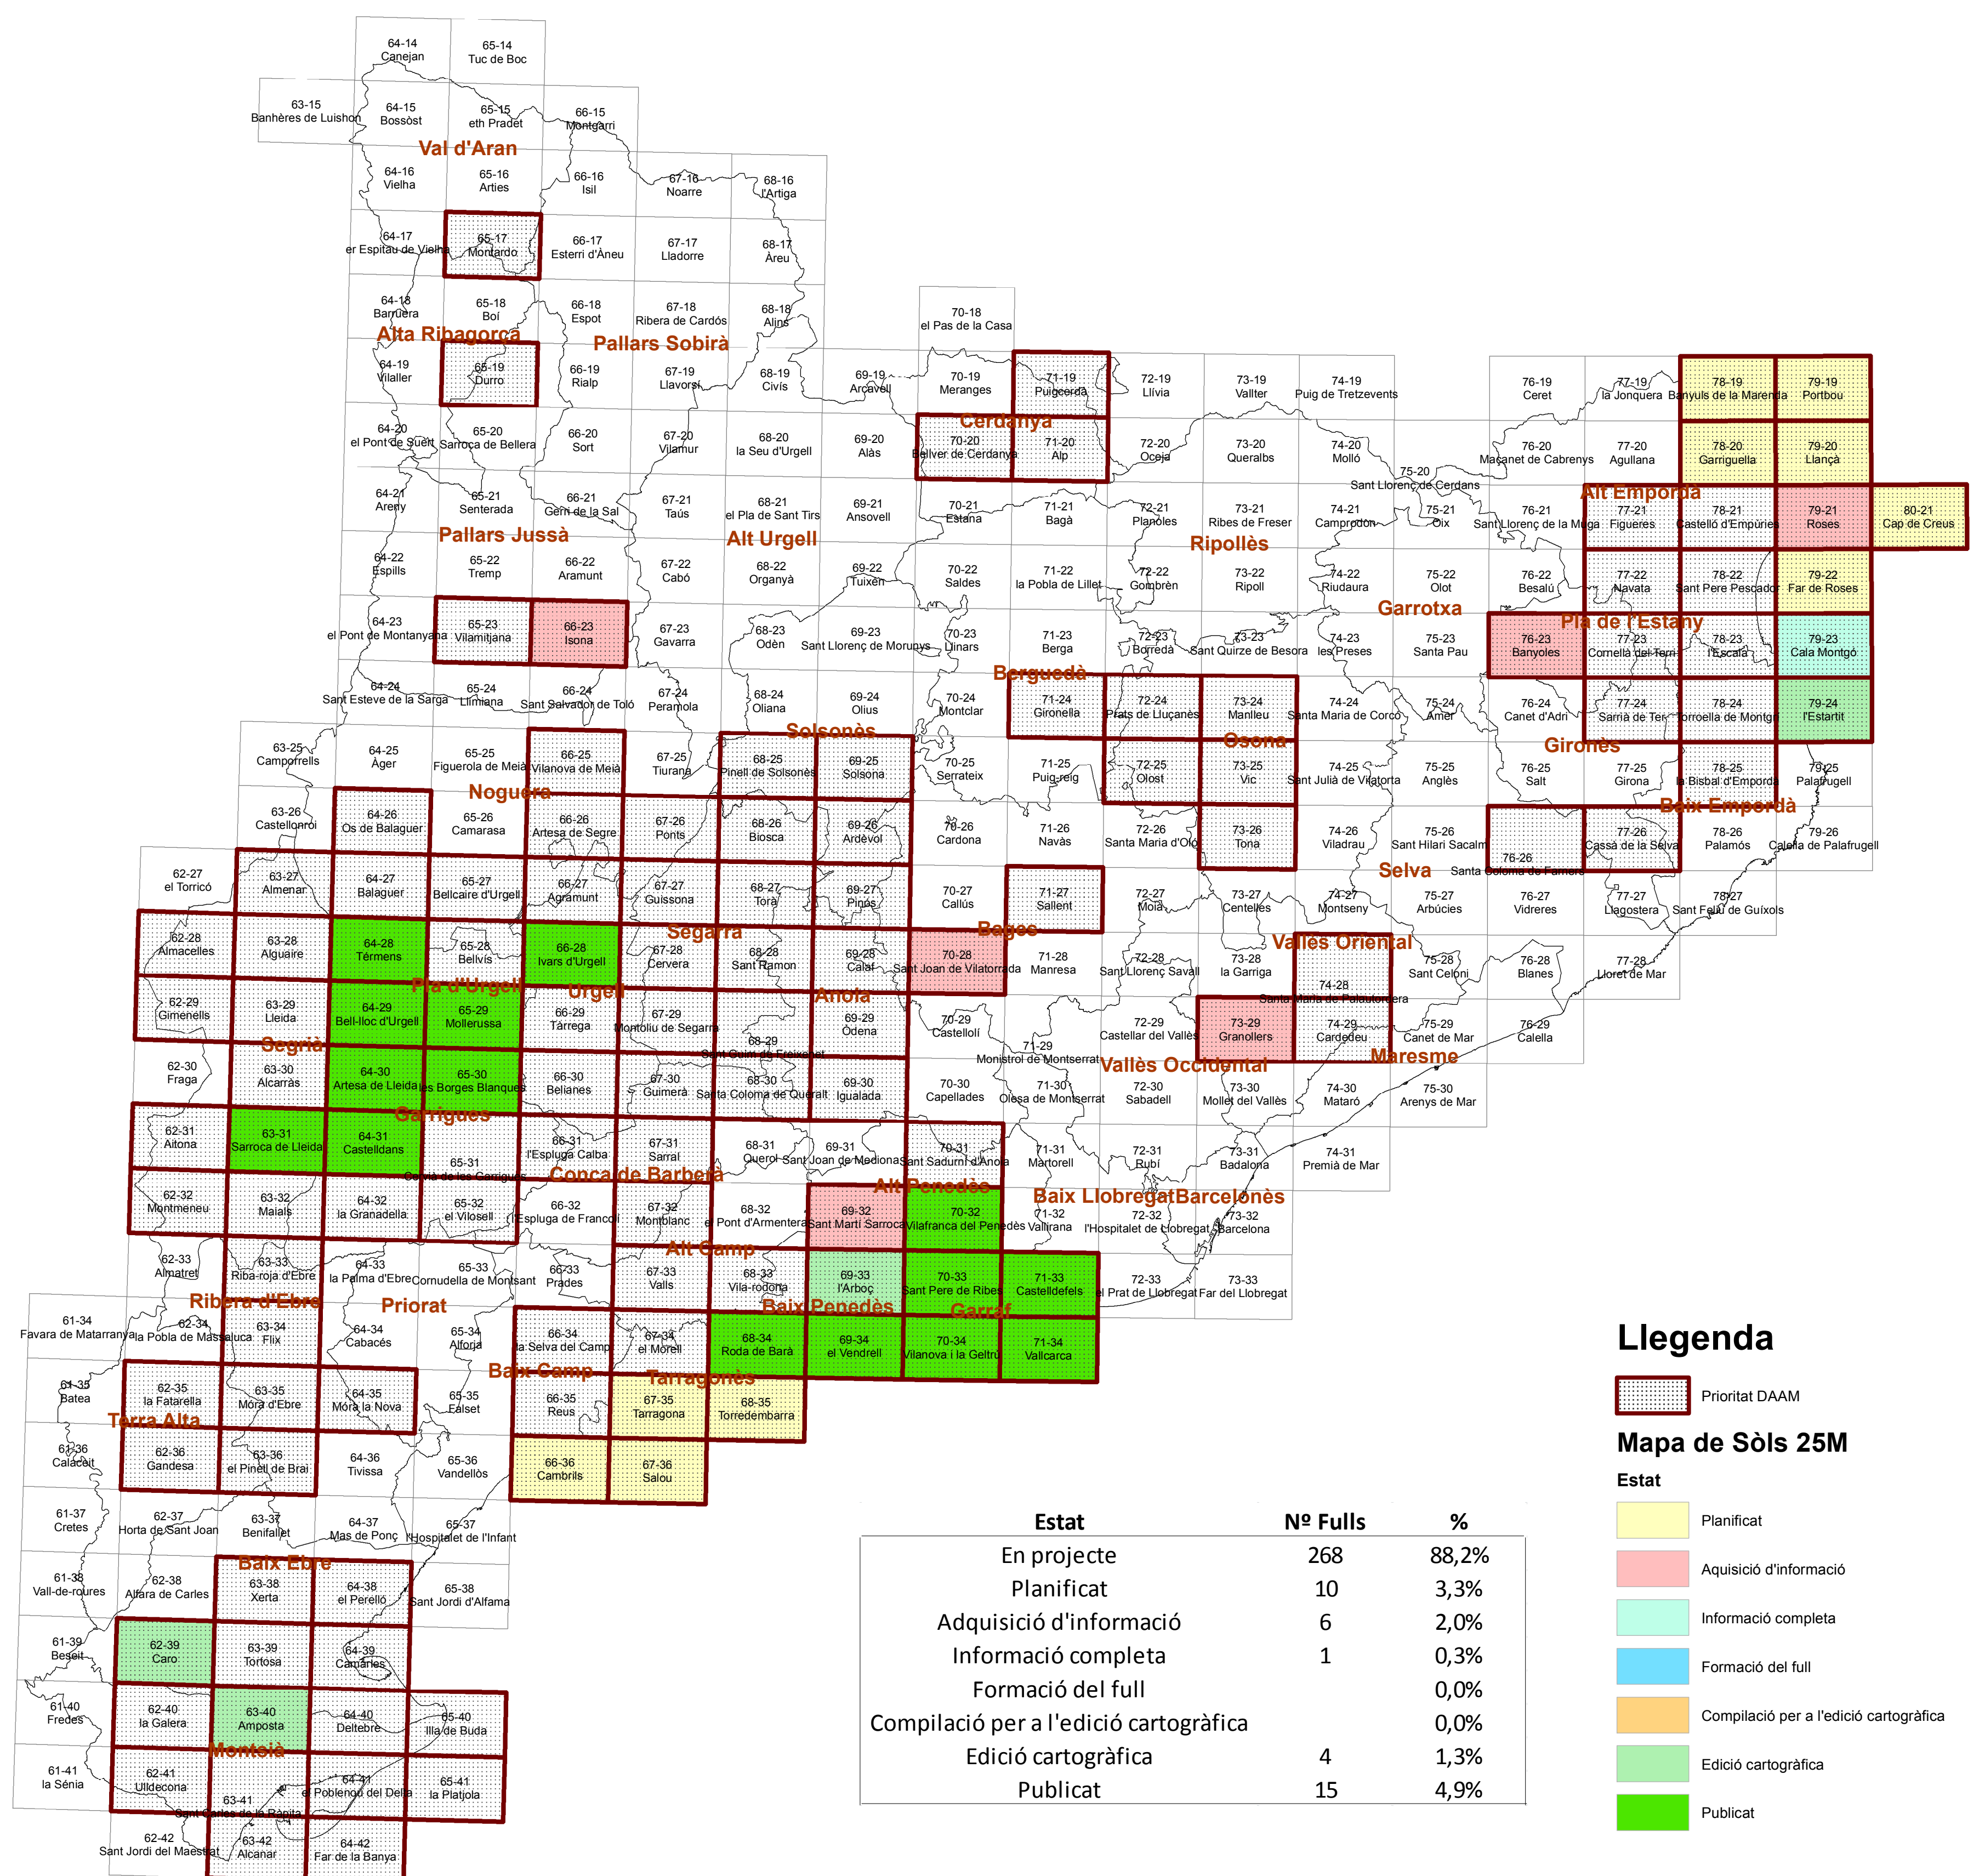 64-14
Canejan
65-14
Tuc de Boc
63-15
Banhères de Luishon
64-15
Bossòst
65-15
eth Pradet
66-15
Montgarri
Val d'Aran
64-16
Vielha
65-16
Arties
66-16
Isil
67-16
Noarre
68-16
l'Artiga
64-17
er Espitau de Vielha
65-17
Montardo
66-17
Esterri d'Àneu
67-17
Lladorre
68-17
Àreu
64-18
Barruera
65-18
Boí
66-18
Espot
67-18
Ribera de Cardós
68-18
Alins
70-18
el Pas de la Casa
Alta Ribagorça
Pallars Sobirà
64-19
Vilaller
65-19
Durro
66-19
Rialp
67-19
Llavorsí
68-19
Civís
69-19
Arcavell
70-19
Meranges
71-19
Puigcerdà
72-19
Llívia
73-19
Vallter
74-19
Puig de Tretzevents
76-19
Ceret
77-19
la Jonquera
78-19
Banyuls de la Marenda
79-19
Portbou
Cerdanya
64-20
el Pont de Suert
65-20
Sarroca de Bellera
66-20
Sort
67-20
Vilamur
68-20
la Seu d'Urgell
69-20
Alàs
70-20
Bellver de Cerdanya
71-20
Alp
72-20
Oceja
73-20
Queralbs
74-20
Molló
75-20
Sant Llorenç de Cerdans
76-20
Maçanet de Cabrenys
77-20
Agullana
78-20
Garriguella
79-20
Llançà
Alt Empordà
64-21
Areny
65-21
Senterada
66-21
Gerri de la Sal
67-21
Taús
68-21
el Pla de Sant Tirs
69-21
Ansovell
70-21
Estana
71-21
Bagà
72-21
Planoles
73-21
Ribes de Freser
74-21
Camprodon
75-21
Oix
76-21
Sant Llorenç de la Muga
77-21
Figueres
78-21
Castelló d'Empúries
79-21
Roses
80-21
Cap de Creus
Pallars Jussà
Alt Urgell
Ripollès
64-22
Espills
65-22
Tremp
66-22
Aramunt
67-22
Cabó
68-22
Organyà
69-22
Tuixén
70-22
Saldes
71-22
la Pobla de Lillet
72-22
Gombrèn
73-22
Ripoll
74-22
Riudaura
75-22
Olot
76-22
Besalú
77-22
Navata
78-22
Sant Pere Pescador
79-22
Far de Roses
Garrotxa
Pla de l'Estany
64-23
el Pont de Montanyana
65-23
Vilamitjana
66-23
Isona
67-23
Gavarra
68-23
Odèn
69-23
Sant Llorenç de Morunys
70-23
Llinars
71-23
Berga
72-23
Borredà
73-23
Sant Quirze de Besora
74-23
les Preses
75-23
Santa Pau
76-23
Banyoles
77-23
Cornellà del Terri
78-23
l'Escala
79-23
Cala Montgó
Berguedà
64-24
Sant Esteve de la Sarga
65-24
Llimiana
66-24
Sant Salvador de Toló
67-24
Peramola
68-24
Oliana
69-24
Olius
70-24
Montclar
71-24
Gironella
72-24
Prats de Lluçanès
73-24
Manlleu
74-24
Santa Maria de Corcó
75-24
Amer
76-24
Canet d'Adri
77-24
Sarrià de Ter
78-24
Torroella de Montgrí
79-24
l'Estartit
Solsonès
Osona
Gironès
63-25
Camporrells
64-25
Àger
65-25
Figuerola de Meià
66-25
Vilanova de Meià
67-25
Tiurana
68-25
Pinell de Solsonès
69-25
Solsona
70-25
Serrateix
71-25
Puig-reig
72-25
Olost
73-25
Vic
74-25
Sant Julià de Vilatorta
75-25
Anglès
76-25
Salt
77-25
Girona
78-25
la Bisbal d'Empordà
79-25
Palafrugell
Noguera
Baix Empordà
63-26
Castellonroi
64-26
Os de Balaguer
65-26
Camarasa
66-26
Artesa de Segre
67-26
Ponts
68-26
Biosca
69-26
Ardèvol
70-26
Cardona
71-26
Navàs
72-26
Santa Maria d'Oló
73-26
Tona
74-26
Viladrau
75-26
Sant Hilari Sacalm
76-26
Santa Coloma de Farners
77-26
Cassà de la Selva
78-26
Palamós
79-26
Calella de Palafrugell
Selva
62-27
el Torricó
63-27
Almenar
64-27
Balaguer
65-27
Bellcaire d'Urgell
66-27
Agramunt
67-27
Guissona
68-27
Torà
69-27
Pinós
70-27
Callús
71-27
Sallent
72-27
Moià
73-27
Centelles
74-27
Montseny
75-27
Arbúcies
76-27
Vidreres
77-27
Llagostera
78-27
Sant Feliu de Guíxols
Segarra
Bages
Vallès Oriental
62-28
Almacelles
63-28
Alguaire
64-28
Térmens
65-28
Bellvís
66-28
Ivars d'Urgell
67-28
Cervera
68-28
Sant Ramon
69-28
Calaf
70-28
Sant Joan de Vilatorrada
71-28
Manresa
72-28
Sant Llorenç Savall
73-28
la Garriga
74-28
Santa Maria de Palautordera
75-28
Sant Celoni
76-28
Blanes
77-28
Lloret de Mar
Pla d'Urgell
Urgell
Anoia
62-29
Gimenells
63-29
Lleida
64-29
Bell-lloc d'Urgell
65-29
Mollerussa
66-29
Tàrrega
67-29
Montoliu de Segarra
68-29
Sant Guim de Freixenet
69-29
Òdena
70-29
Castellolí
71-29
Monistrol de Montserrat
72-29
Castellar del Vallès
73-29
Granollers
74-29
Cardedeu
75-29
Canet de Mar
76-29
Calella
Segrià
Vallès Occidental
Maresme
62-30
Fraga
63-30
Alcarràs
64-30
Artesa de Lleida
65-30
les Borges Blanques
66-30
Belianes
67-30
Guimerà
68-30
Santa Coloma de Queralt
69-30
Igualada
70-30
Capellades
71-30
Olesa de Montserrat
72-30
Sabadell
73-30
Mollet del Vallès
74-30
Mataró
75-30
Arenys de Mar
Garrigues
62-31
Aitona
63-31
Sarroca de Lleida
64-31
Castelldans
65-31
Cervià de les Garrigues
66-31
l'Espluga Calba
67-31
Sarral
68-31
Querol
69-31
Sant Joan de Mediona
70-31
Sant Sadurní d'Anoia
71-31
Martorell
72-31
Rubí
73-31
Badalona
74-31
Premià de Mar
Conca de Barberà
Alt Penedès
Baix Llobregat
Barcelonès
62-32
Montmeneu
63-32
Maials
64-32
la Granadella
65-32
el Vilosell
66-32
l'Espluga de Francolí
67-32
Montblanc
68-32
el Pont d'Armentera
69-32
Sant Martí Sarroca
70-32
Vilafranca del Penedès
71-32
Vallirana
72-32
l'Hospitalet de Llobregat
73-32
Barcelona
Alt Camp
62-33
Almatret
63-33
Riba-roja d'Ebre
64-33
la Palma d'Ebre
65-33
Cornudella de Montsant
66-33
Prades
67-33
Valls
68-33
Vila-rodona
69-33
l'Arboç
70-33
Sant Pere de Ribes
71-33
Castelldefels
72-33
el Prat de Llobregat
73-33
Far del Llobregat
Ribera d'Ebre
Priorat
Baix Penedès
Garraf
61-34
Favara de Matarranya
62-34
la Pobla de Massaluca
63-34
Flix
64-34
Cabacés
65-34
Alforja
66-34
la Selva del Camp
67-34
el Morell
68-34
Roda de Barà
69-34
el Vendrell
70-34
Vilanova i la Geltrú
71-34
Vallcarca
Baix Camp
Tarragonès
61-35
Batea
62-35
la Fatarella
63-35
Móra d'Ebre
64-35
Móra la Nova
65-35
Falset
66-35
Reus
67-35
Tarragona
68-35
Torredembarra
Terra Alta
61-36
Calaceit
62-36
Gandesa
63-36
el Pinell de Brai
64-36
Tivissa
65-36
Vandellòs
66-36
Cambrils
67-36
Salou
61-37
Cretes
62-37
Horta de Sant Joan
63-37
Benifallet
64-37
Mas de Ponç
65-37
l'Hospitalet de l'Infant
Baix Ebre
61-38
Vall-de-roures
62-38
Alfara de Carles
63-38
Xerta
64-38
el Perelló
65-38
Sant Jordi d'Alfama
61-39
Beseit
62-39
Caro
63-39
Tortosa
64-39
Camarles
61-40
Fredes
62-40
la Galera
63-40
Amposta
64-40
Deltebre
65-40
Illa de Buda
Montsià
61-41
la Sénia
62-41
Ulldecona
63-41
Sant Carles de la Ràpita
64-41
el Poblenou del Delta
65-41
la Platjola
62-42
Sant Jordi del Maestrat
63-42
Alcanar
64-42
Far de la Banya
Estat Nº Fulls %
En projecte 268 88,2%
Planificat 10 3,3%
Adquisició d'informació 6 2,0%
Informació completa 1 0,3%
Formació del full 0,0%
Compilació per a l'edició cartogràfica 0,0%
Edició cartogràfica 4 1,3%
Publicat 15 4,9%
Llegenda
Prioritat DAAM
Mapa de Sòls 25M
Estat
Planificat
Aquisició d'informació
Informació completa
Formació del full
Compilació per a l'edició cartogràfica
Edició cartogràfica
Publicat